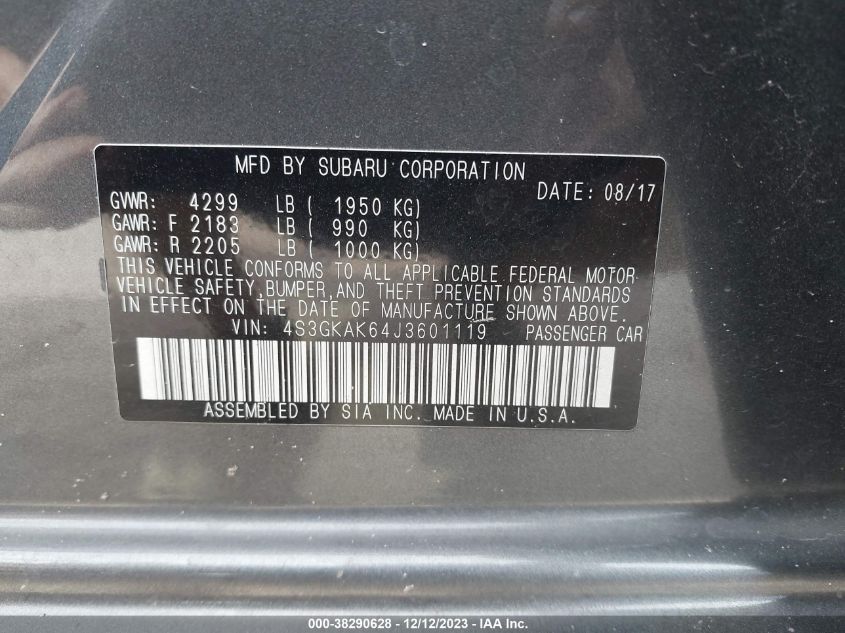 MFD BY SUBARU CORPORATION
DATE: 08/17
GVWR: 4299 LB ( 1950 KG)
GAWR: F 2183 LB ( 990 KG)
GAWR: R 2205 LB ( 1000 KG)
THIS VEHICLE CONFORMS TO ALL APPLICABLE FEDERAL MOTOR
VEHICLE SAFETY, BUMPER, AND THEFT PREVENTION STANDARDS
IN EFFECT ON THE DATE OF MANUFACTURE SHOWN ABOVE.
VIN: 4S3GKAK64J3601119 PASSENGER CAR
ASSEMBLED BY SIA INC. MADE IN U.S.A.
000-38290628 - 12/12/2023 - IAA Inc.